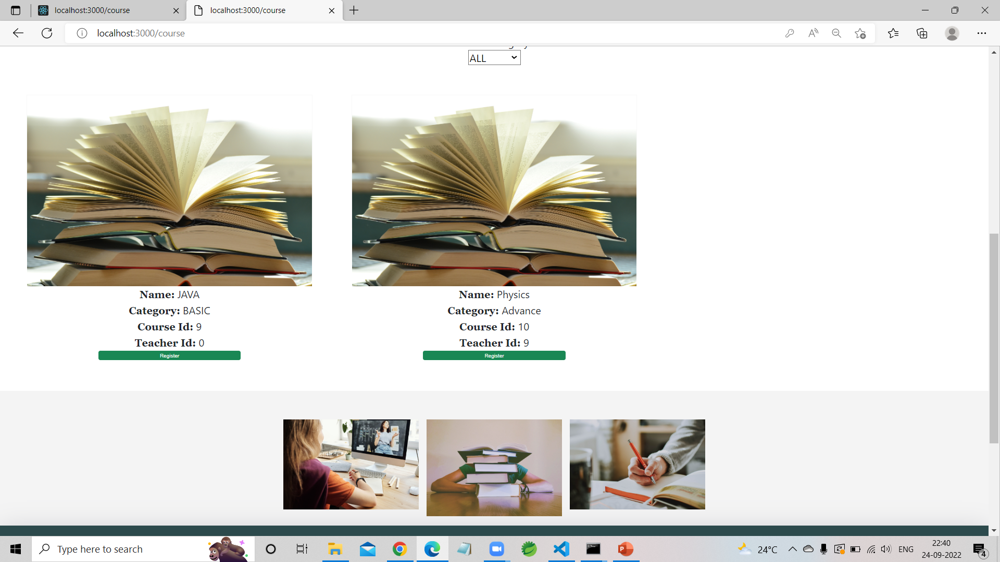 localhost:3000/course
localhost:3000/course
localhost:3000/course
ALL
Name: JAVA
Category: BASIC
Course Id: 9
Teacher Id: 0
Register
Name: Physics
Category: Advance
Course Id: 10
Teacher Id: 9
Register
Type here to search
24°C
ENG
22:40
24-09-2022
4